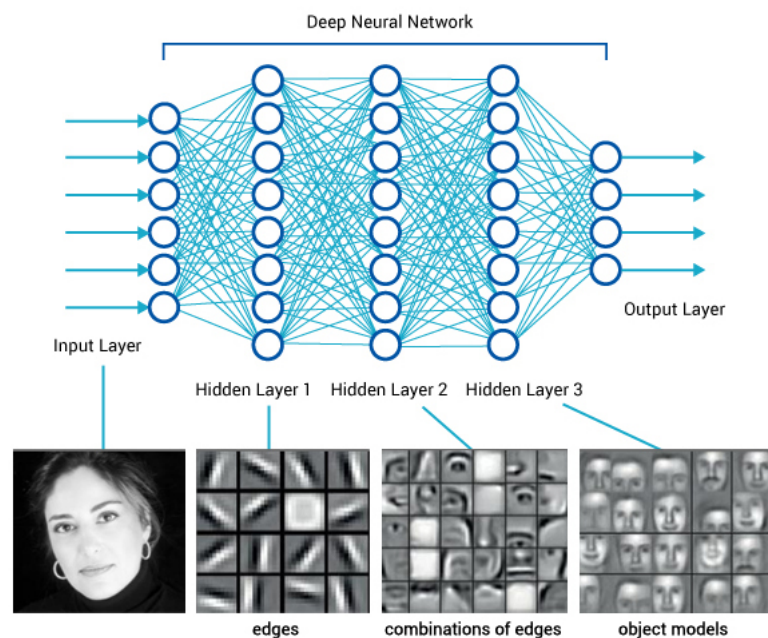 Deep Neural Network
Input Layer
Output Layer
Hidden Layer 1
Hidden Layer 2
Hidden Layer 3
edges
combinations of edges
object models